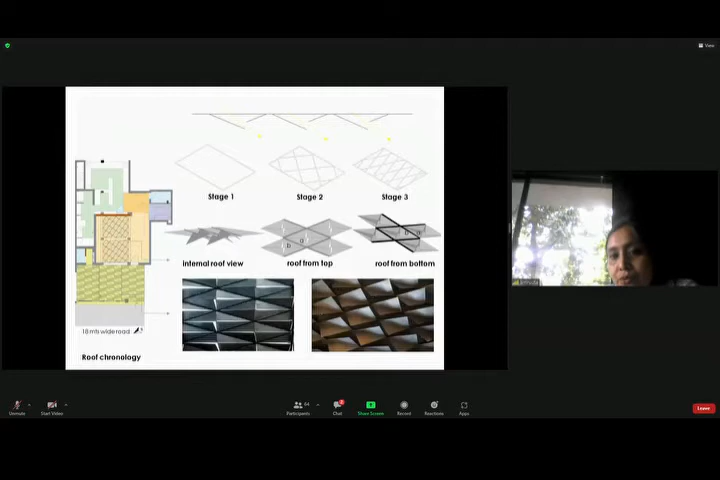 View
Stage 1
Stage 2
Stage 3
b
a
b
a
internal roof view
roof from top
roof from bottom
18 mts wide road
Roof chronology
Unmute
Start Video
64
Participants
Chat
Share Screen
Record
Reactions
Apps
Leave